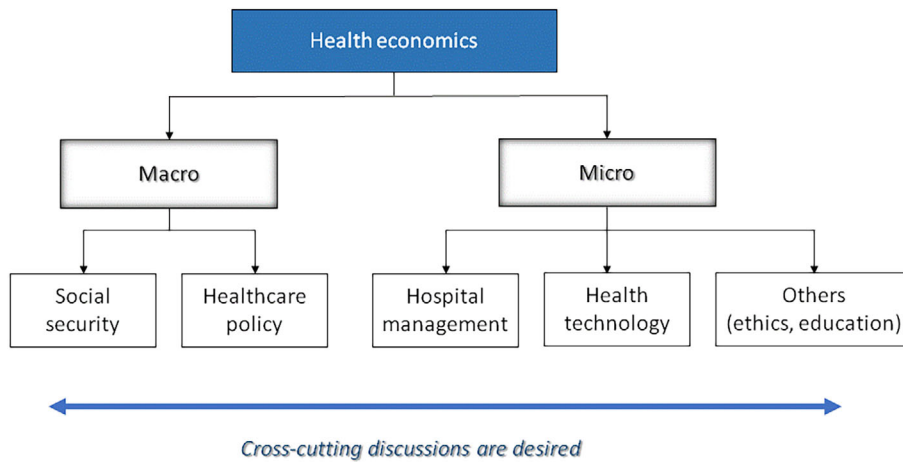 Health economics
Macro
Micro
Social
security
Healthcare
policy
Hospital
management
Health
technology
Others
(ethics, education)
Cross-cutting discussions are desired